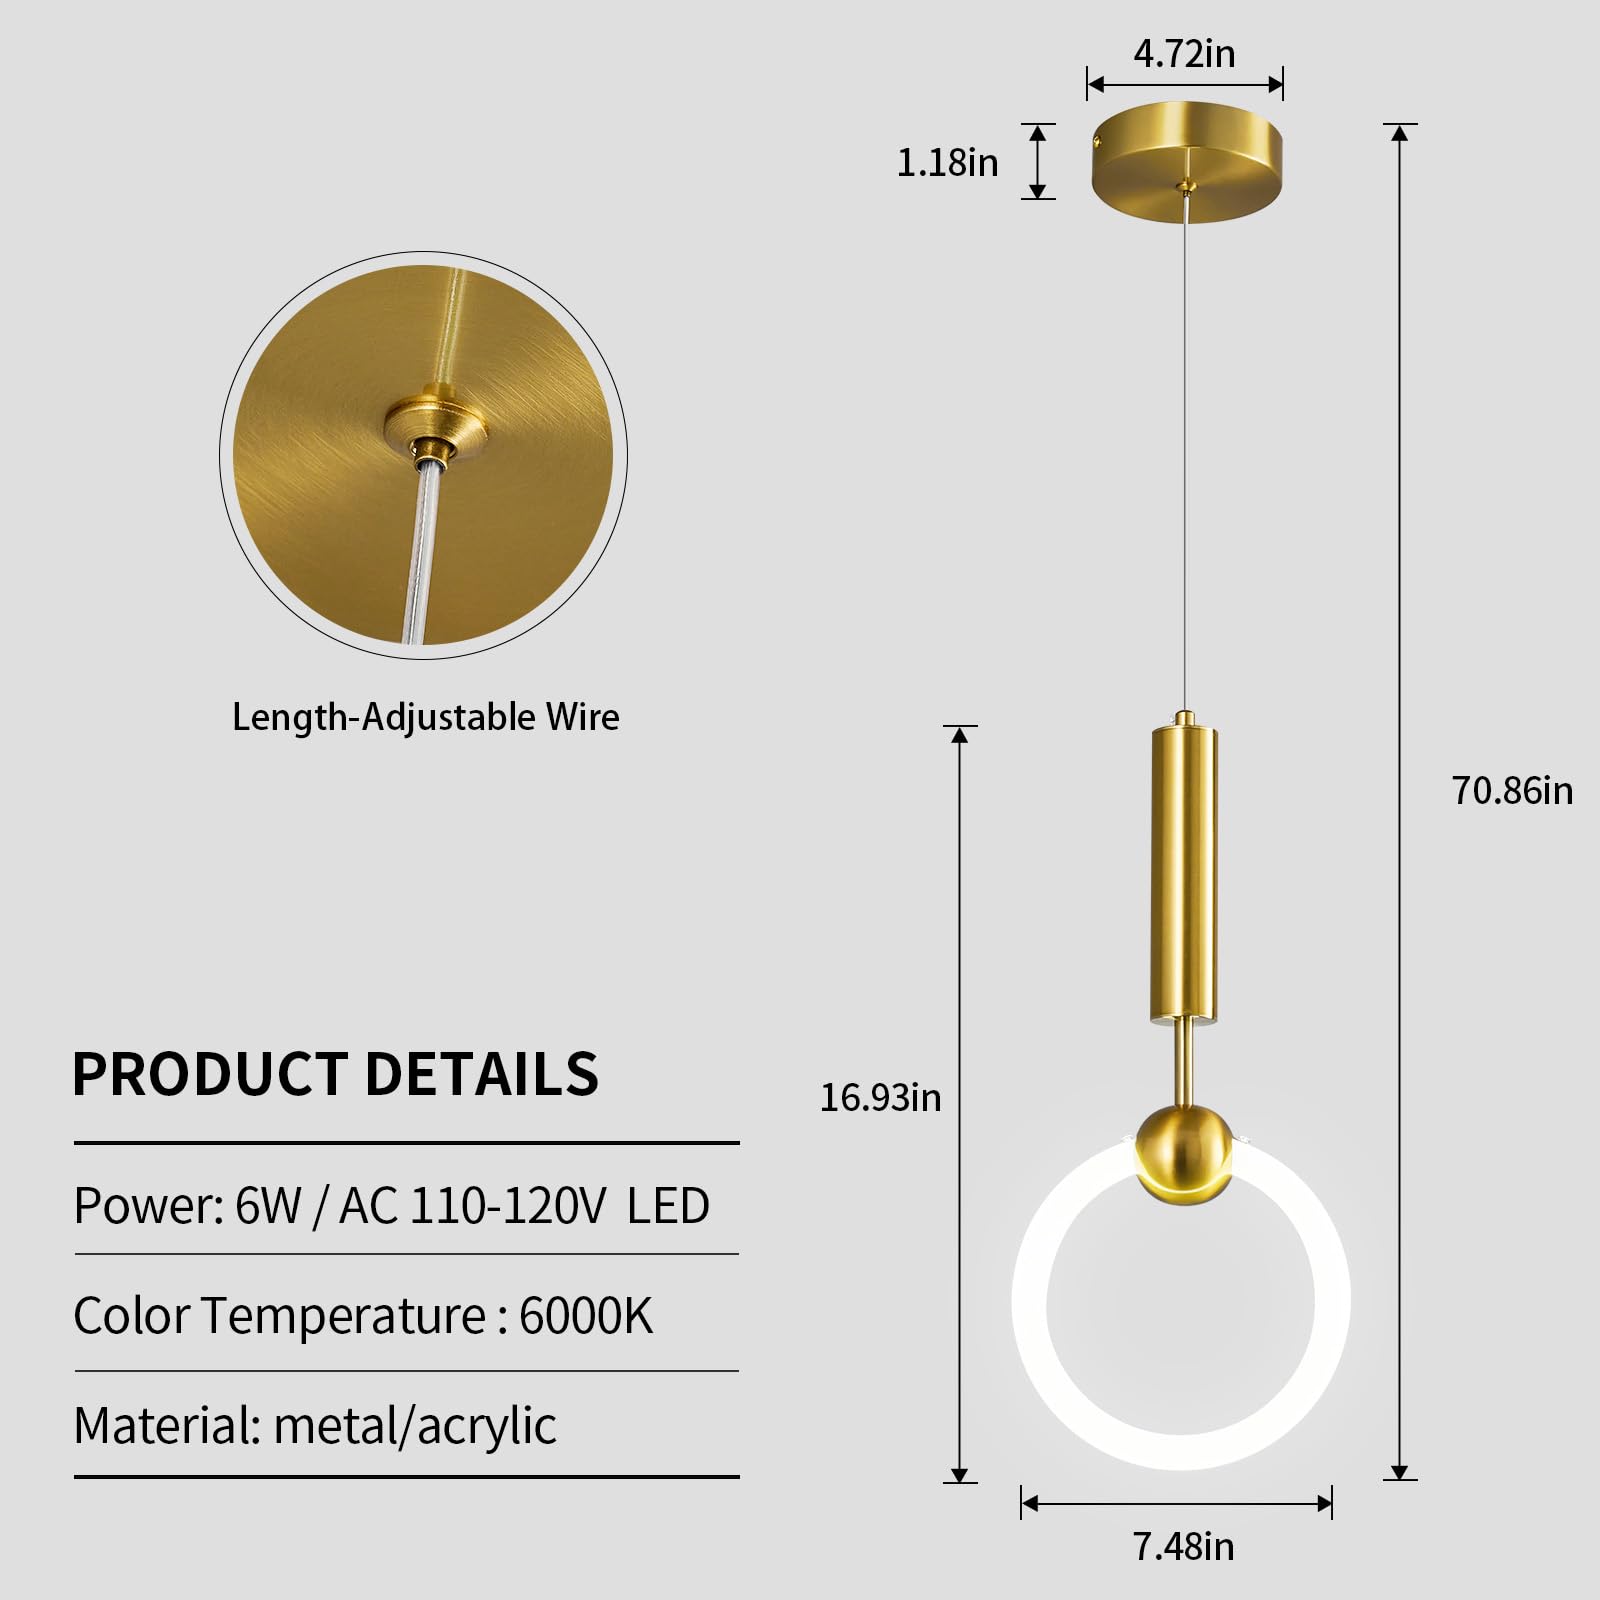 4.72in
1.18in
70.86in
Length-Adjustable Wire
16.93in
PRODUCT DETAILS
Power: 6W / AC 110-120V LED
Color Temperature : 6000K
Material: metal/acrylic
7.48in